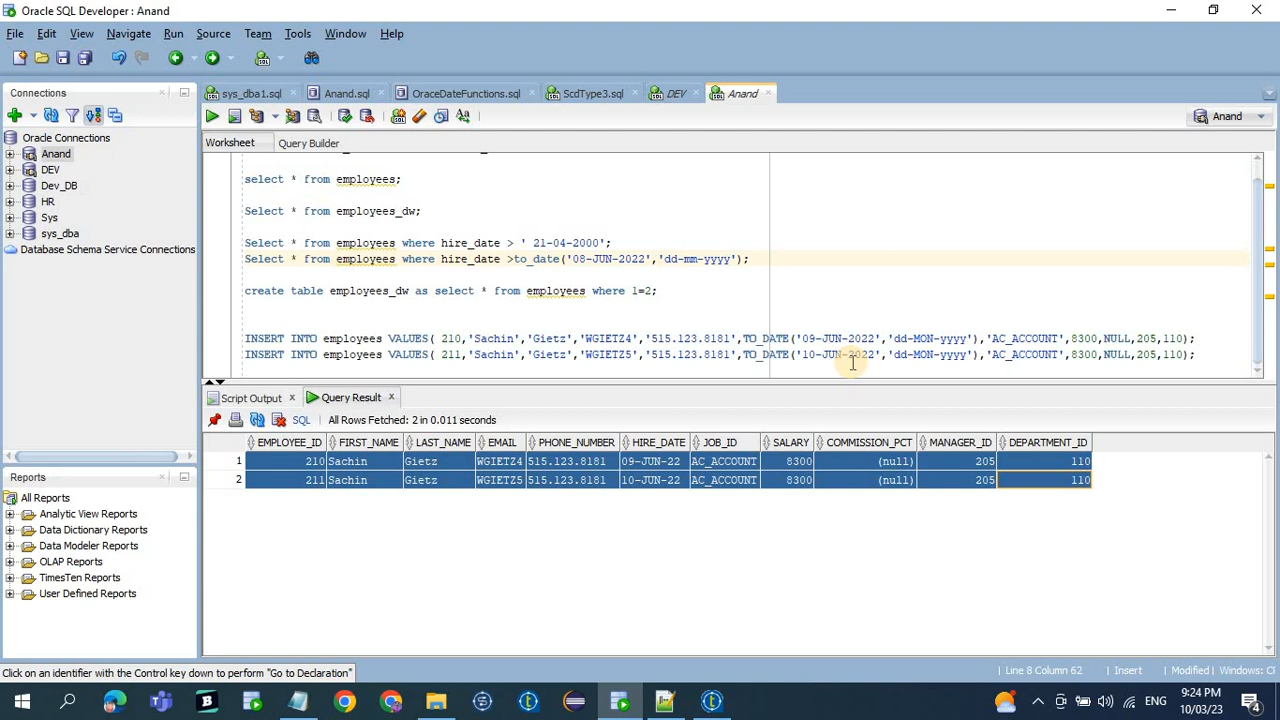 Oracle SQL Developer
File Edit View Navigate Run Source Team Tools Window Help
Connections
sys_dba1.sql Anand.sql OraceDateFunctions.sql ScdType3.sql DEV Anand
Oracle Connections
Anand
DEV
Dev_DB
HR
Sys
sys_dba
Database Schema Service Connections
Anand
Worksheet Query Builder
select * from employees;
Select * from employees_dw;
Select * from employees where hire_date > ' 21-04-2000';
Select * from employees where hire_date >to_date('08-JUN-2022','dd-mm-yyyy');
create table employees_dw as select * from employees where 1=2;
INSERT INTO employees VALUES( 210,'Sachin','Gietz','WGIETZ4','515.123.8181',TO_DATE('09-JUN-2022','dd-MON-yyyy'),'AC_ACCOUNT',8300,NULL,205,110);
INSERT INTO employees VALUES( 211,'Sachin','Gietz','WGIETZ5','515.123.8181',TO_DATE('10-JUN-2022','dd-MON-yyyy'),'AC_ACCOUNT',8300,NULL,205,110);
Script Output Query Result
SQL All Rows Fetched: 2 in 0.011 seconds
EMPLOYEE_ID FIRST_NAME LAST_NAME EMAIL PHONE_NUMBER HIRE_DATE JOB_ID SALARY COMMISSION_PCT MANAGER_ID DEPARTMENT_ID
1 210 Sachin Gietz WGIETZ4 515.123.8181 09-JUN-22 AC_ACCOUNT 8300 (null) 205 110
2 211 Sachin Gietz WGIETZ5 515.123.8181 10-JUN-22 AC_ACCOUNT 8300 (null) 205 110
Reports
All Reports
Analytic View Reports
Data Dictionary Reports
Data Modeler Reports
OLAP Reports
TimesTen Reports
User Defined Reports
Click on an identifier with the Control key down to perform "Go to Declaration"
Line 8 Column 62 Insert Modified Windows: CF
ENG
9:24 PM
10/03/23
4